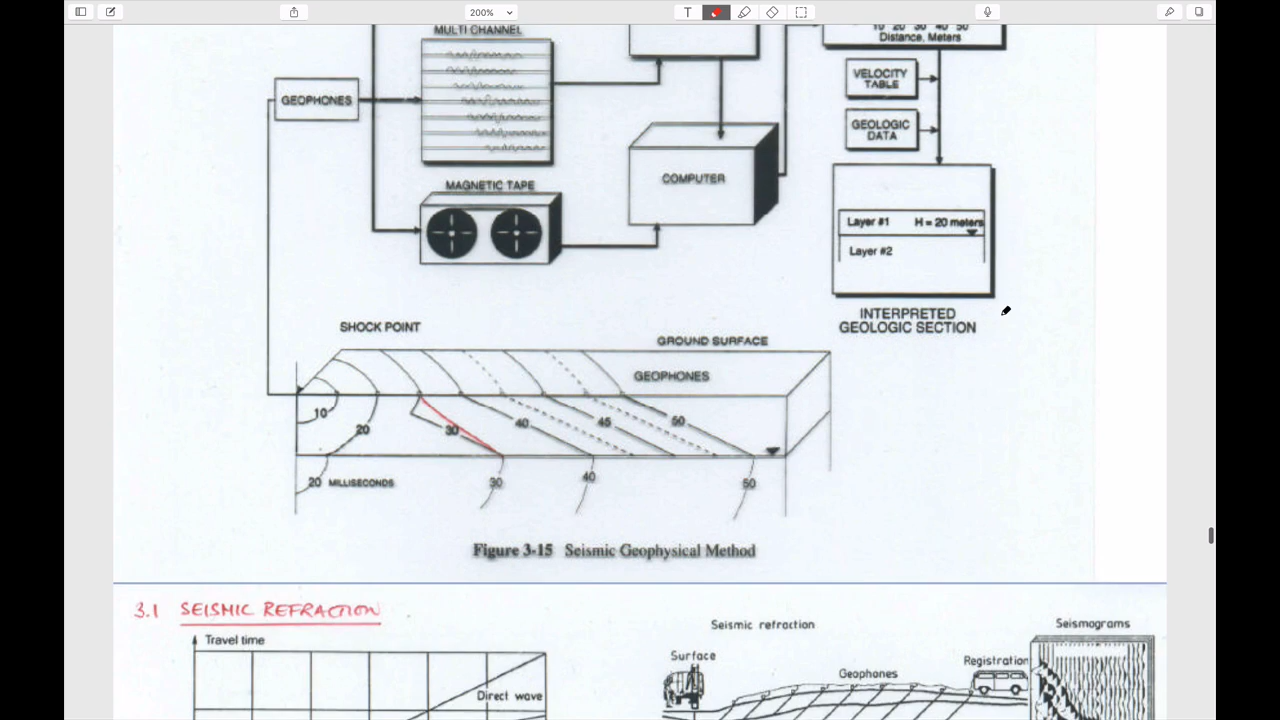 200%
T
MULTI CHANNEL
10 20 30 40 50
Distance, Meters
VELOCITY
TABLE
GEOPHONES
GEOLOGIC
DATA
COMPUTER
MAGNETIC TAPE
Layer #1 H = 20 meters
Layer #2
INTERPRETED
GEOLOGIC SECTION
SHOCK POINT
GROUND SURFACE
GEOPHONES
10
20
30
40
45
50
20 MILLISECONDS
30
40
50
Figure 3-15 Seismic Geophysical Method
3.1 SEISMIC REFRACTION
Travel time
Direct wave
Seismic refraction
Seismograms
Surface
Geophones
Registration